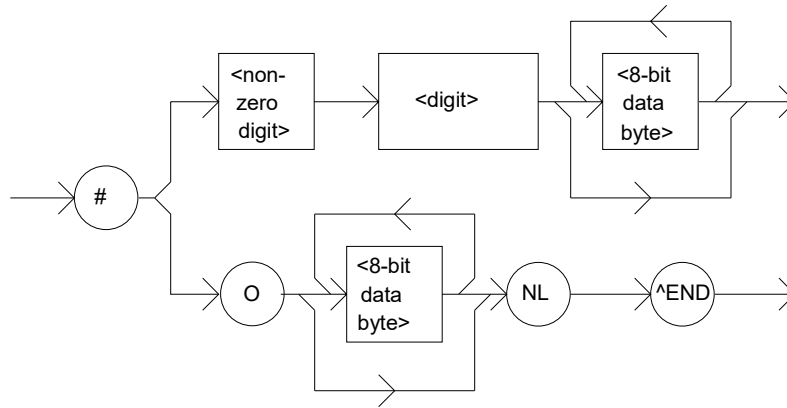 <non-
zero
digit>
<digit>
<8-bit
data
byte>
#
O
<8-bit
data
byte>
NL
^END